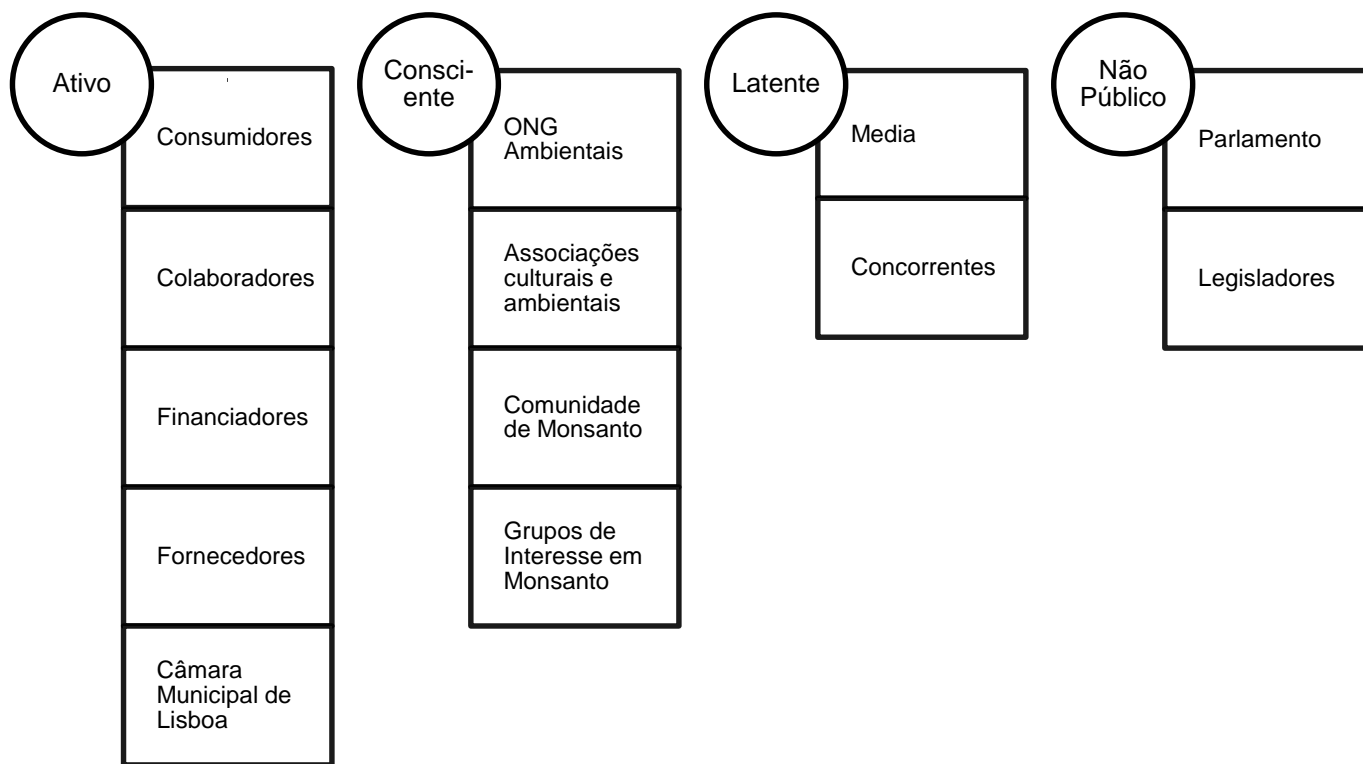 Ativo
Consumidores
Colaboradores
Financiadores
Fornecedores
Câmara
Municipal de
Lisboa
Consci-
ente
ONG
Ambientais
Associações
culturais e
ambientais
Comunidade
de Monsanto
Grupos de
Interesse em
Monsanto
Latente
Media
Concorrentes
Não
Público
Parlamento
Legisladores